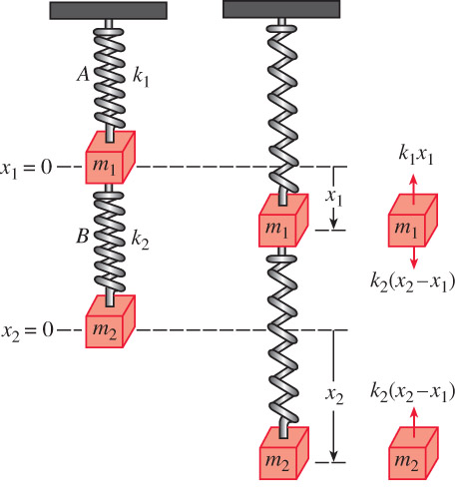 A k₁
k₁x₁
x₁ = 0
m₁
x₁
m₁
m₁
B k₂
k₂(x₂ – x₁)
x₂ = 0
m₂
x₂
k₂(x₂ – x₁)
m₂
m₂